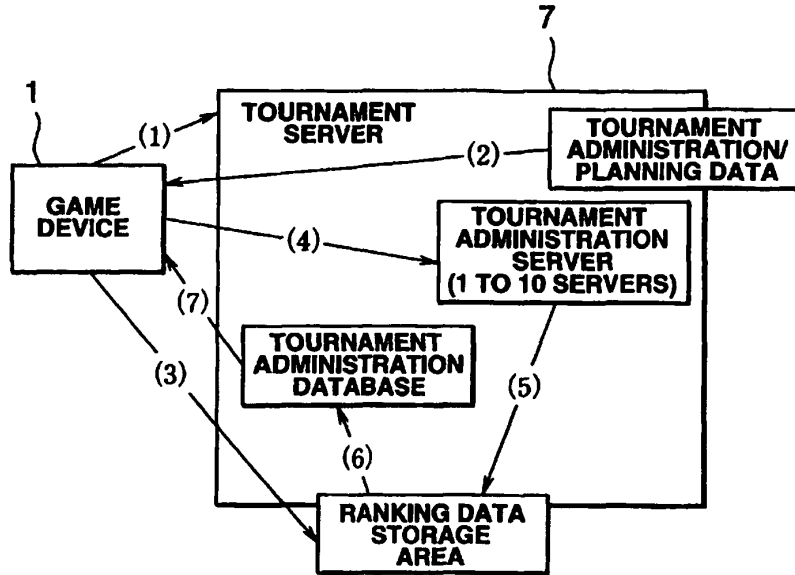 7
1
(1)
TOURNAMENT
SERVER
TOURNAMENT
ADMINISTRATION/
PLANNING DATA
(2)
GAME
DEVICE
(4)
TOURNAMENT
ADMINISTRATION
SERVER
(1 TO 10 SERVERS)
(7)
TOURNAMENT
ADMINISTRATION
DATABASE
(3)
(5)
(6)
RANKING DATA
STORAGE
AREA